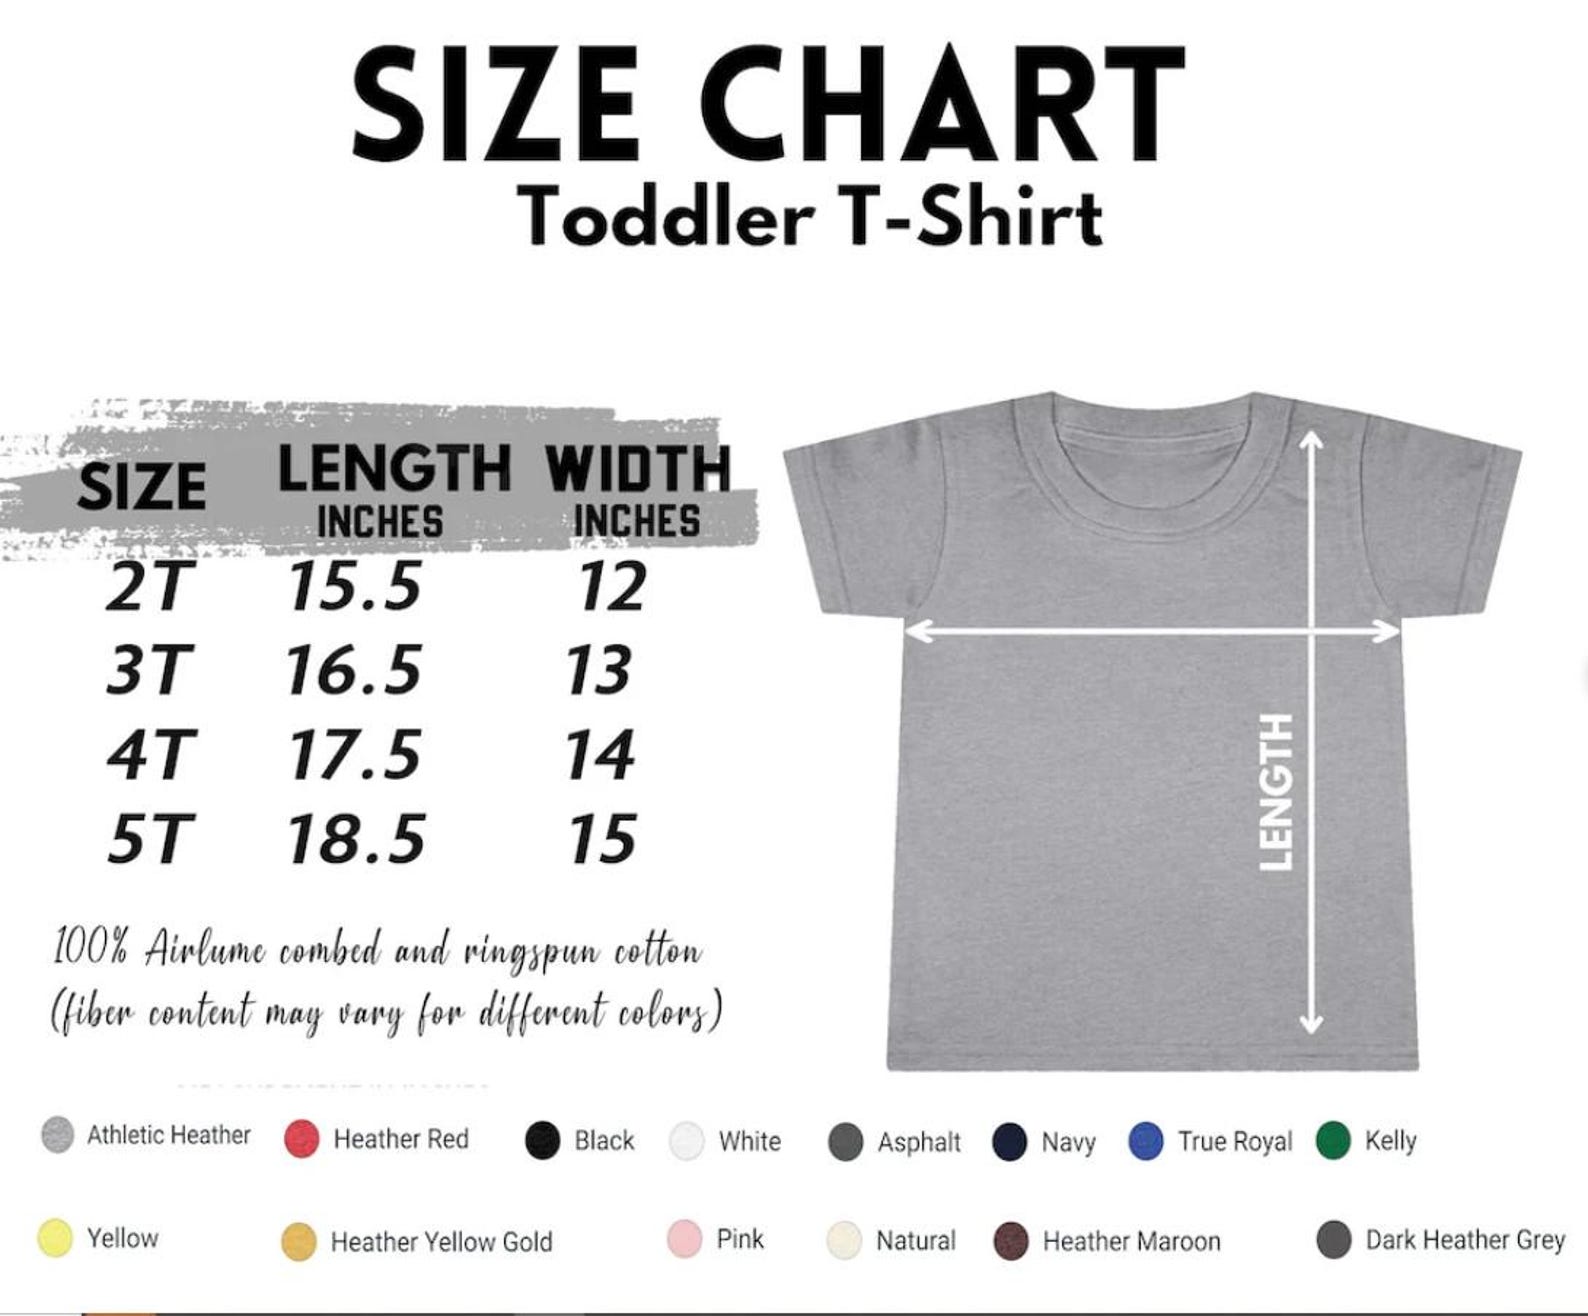 SIZE CHART
Toddler T-Shirt
SIZE LENGTH WIDTH
INCHES INCHES
2T 15.5 12
3T 16.5 13
4T 17.5 14
5T 18.5 15
LENGTH
100% Airlume combed and ringspun cotton
(fiber content may vary for different colors)
Athletic Heather Heather Red Black White Asphalt Navy True Royal Kelly
Yellow Heather Yellow Gold Pink Natural Heather Maroon Dark Heather Grey